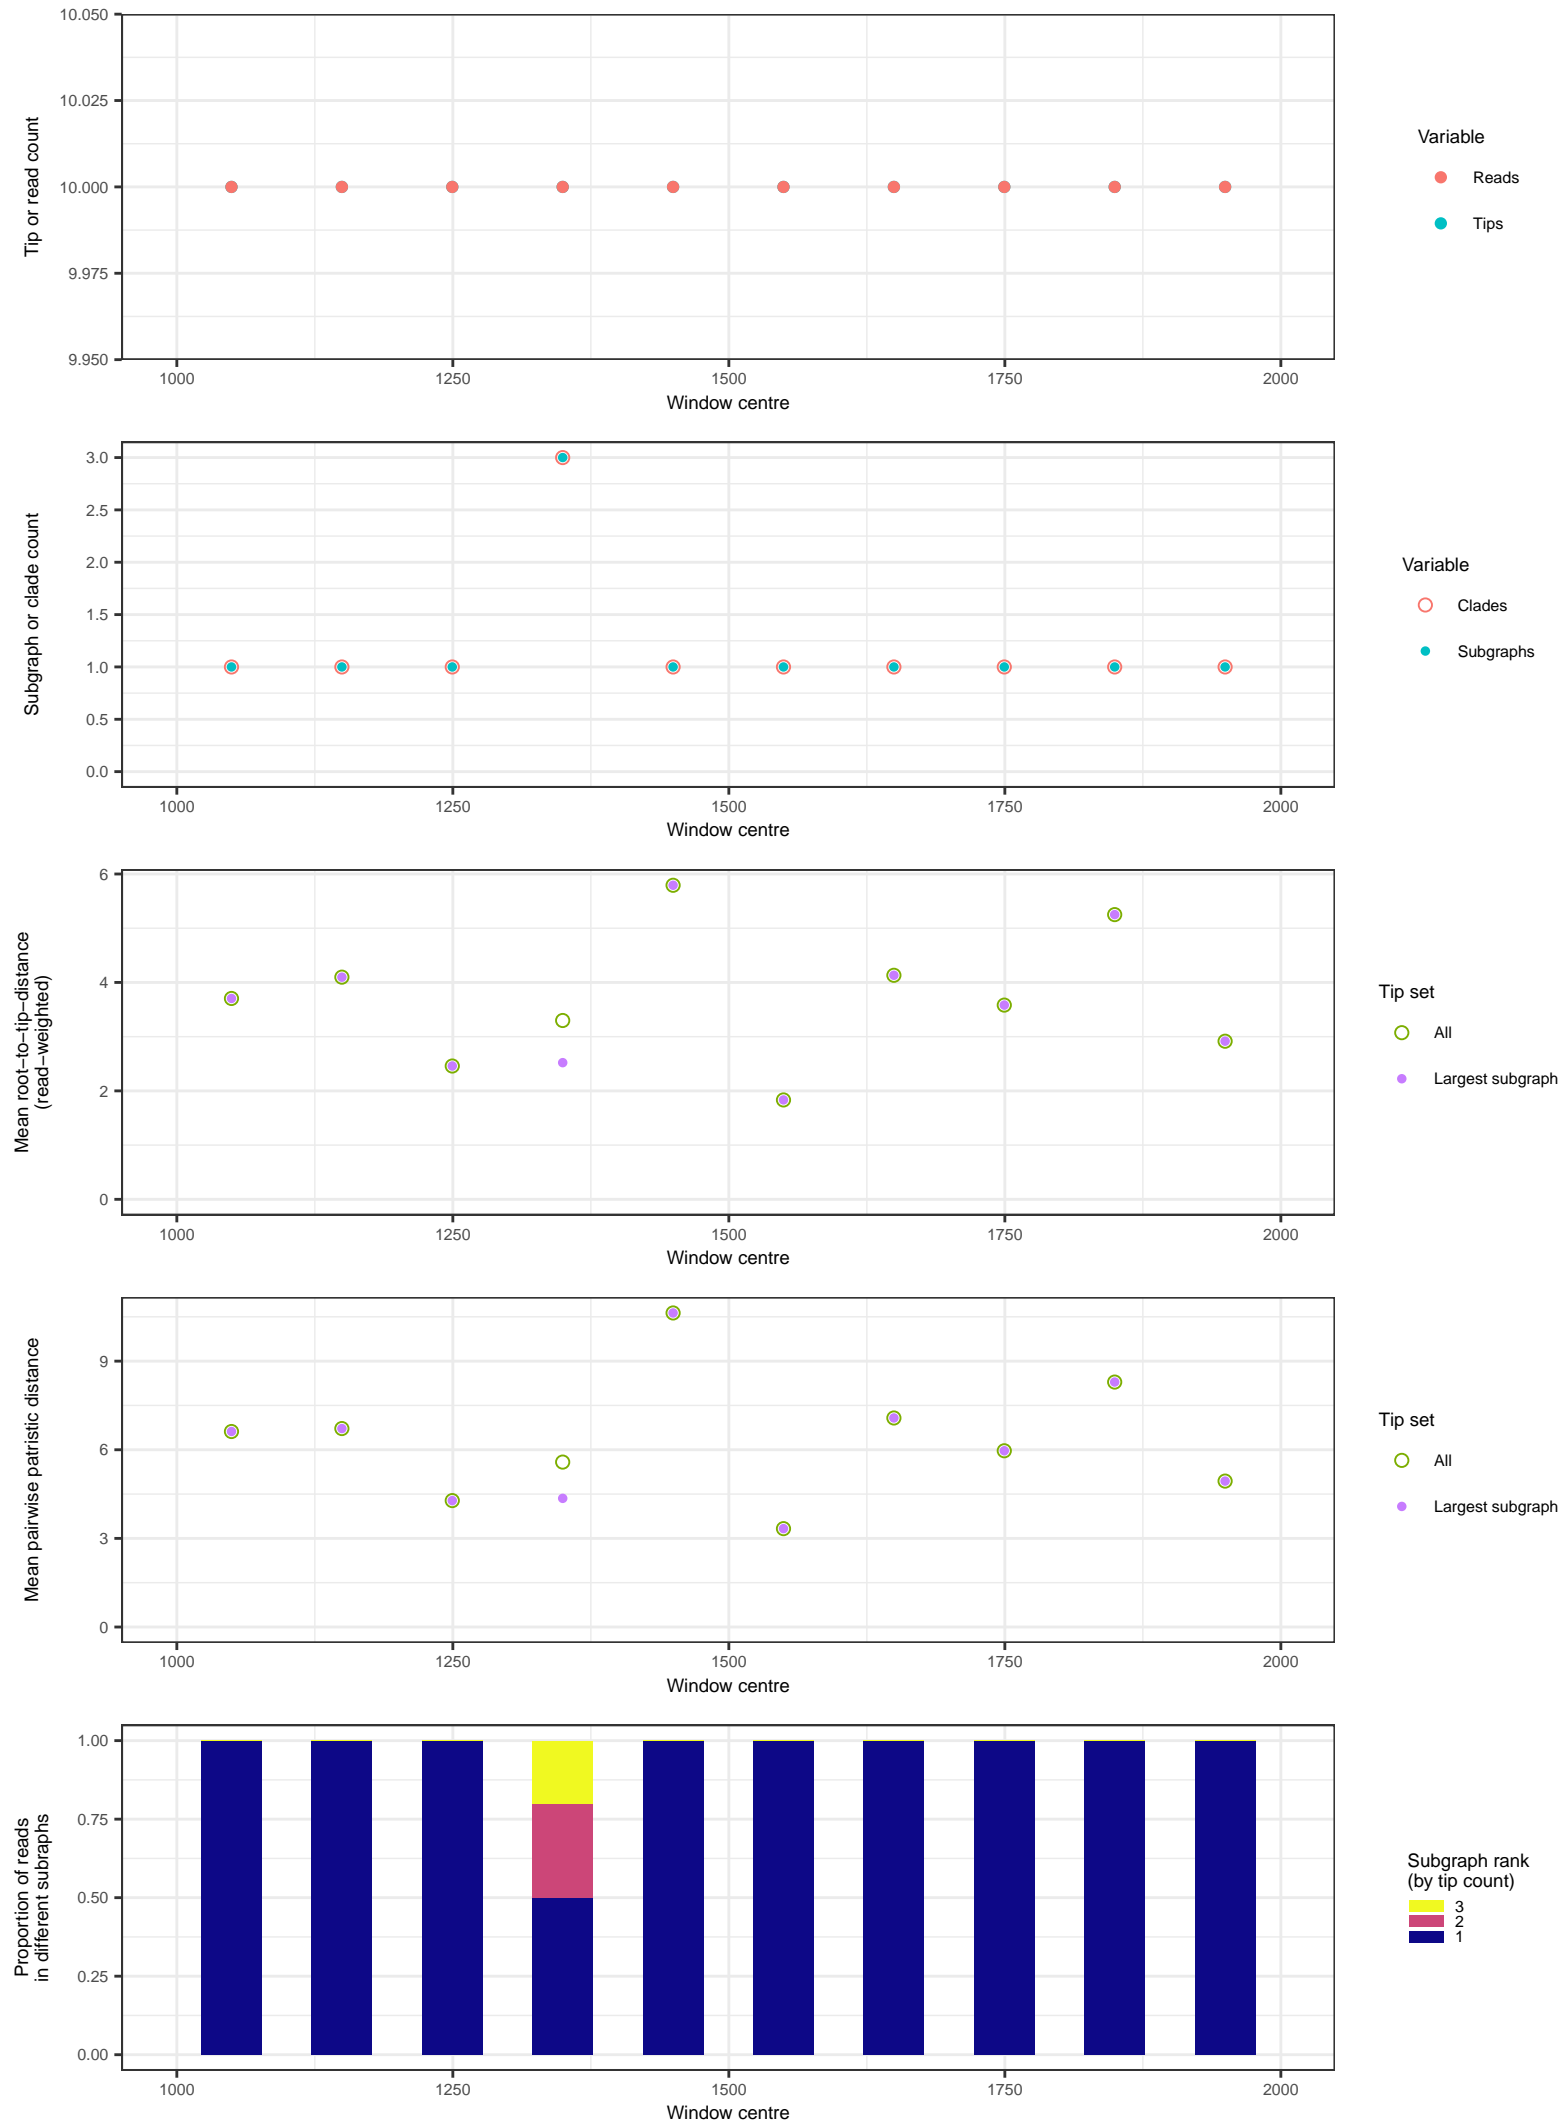 10.050
10.025
10.000
9.975
9.950
Tip or read count
1000 1250 1500 1750 2000
Window centre
Variable
Reads
Tips
3.0
2.5
2.0
1.5
1.0
0.5
0.0
Subgraph or clade count
1000 1250 1500 1750 2000
Window centre
Variable
Clades
Subgraphs
6
4
2
0
Mean root−to−tip−distance
(read−weighted)
1000 1250 1500 1750 2000
Window centre
Tip set
All
Largest subgraph
9
6
3
0
Mean pairwise patristic distance
1000 1250 1500 1750 2000
Window centre
Tip set
All
Largest subgraph
1.00
0.75
0.50
0.25
0.00
Proportion of reads
in different subraphs
1000 1250 1500 1750 2000
Window centre
Subgraph rank
(by tip count)
3
2
1